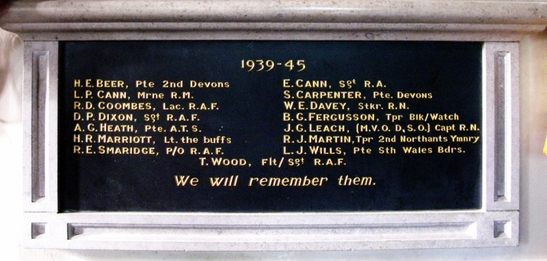 1939-45
H.E. BEER, Pte 2nd Devons
L.P. CANN, Mrne R.M.
R.D. COOMBES, Lac. R.A.F.
D.P. DIXON, Sgt R.A.F.
A.G. HEATH, Pte. A.T.S.
H.R. MARRIOTT, Lt. the buffs
R.E. SMARIDGE, P/O R.A.F.
E. CANN, Sgt R.A.
S. CARPENTER, Pte. Devons
W.E. DAVEY, Stkr. R.N.
B.G. FERGUSSON, Tpr Blk/Watch
J.G. LEACH, (M.V.O. D.S.O.) Capt R.N.
R.J. MARTIN, Tpr 2nd Northants Ymnry
L.J. WILLS, Pte Sth Wales Bdrs.
T. WOOD, Flt/Sgt R.A.F.
We will remember them.